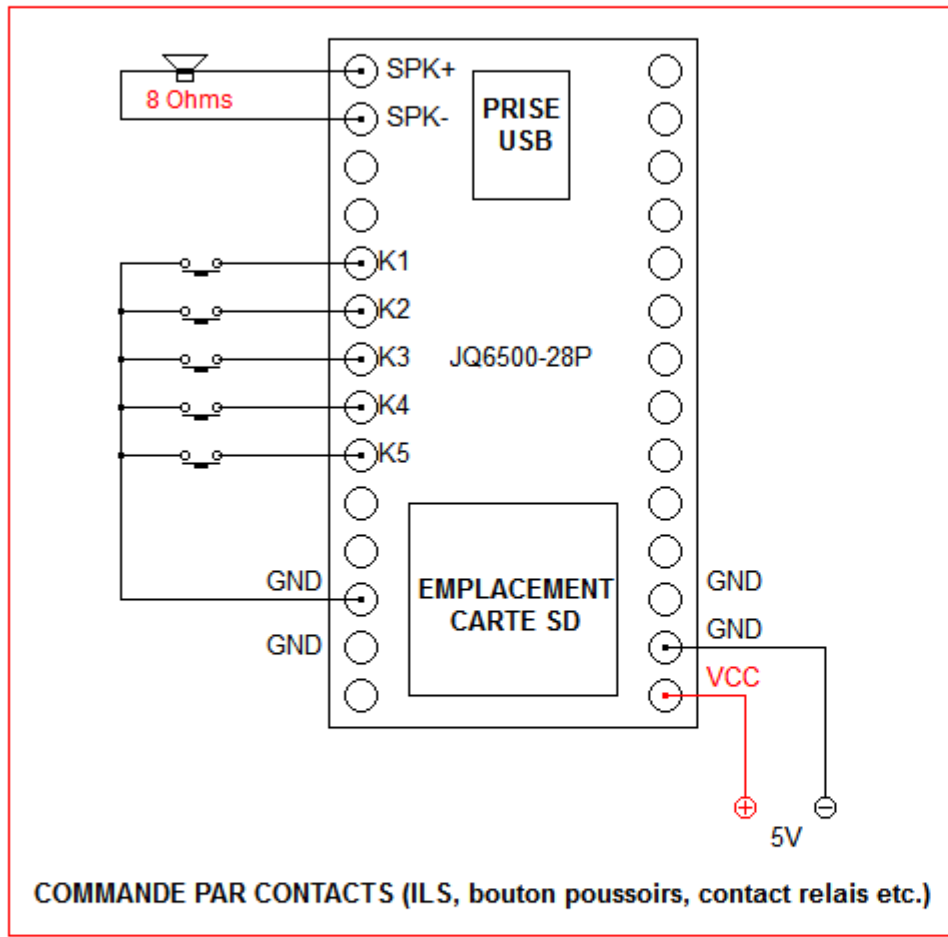 SPK+
8 Ohms
SPK-
PRISE
USB
K1
K2
K3
JQ6500-28P
K4
K5
GND
GND
EMPLACEMENT
CARTE SD
GND
GND
VCC
5V
COMMANDE PAR CONTACTS (ILS, bouton poussoirs, contact relais etc.)